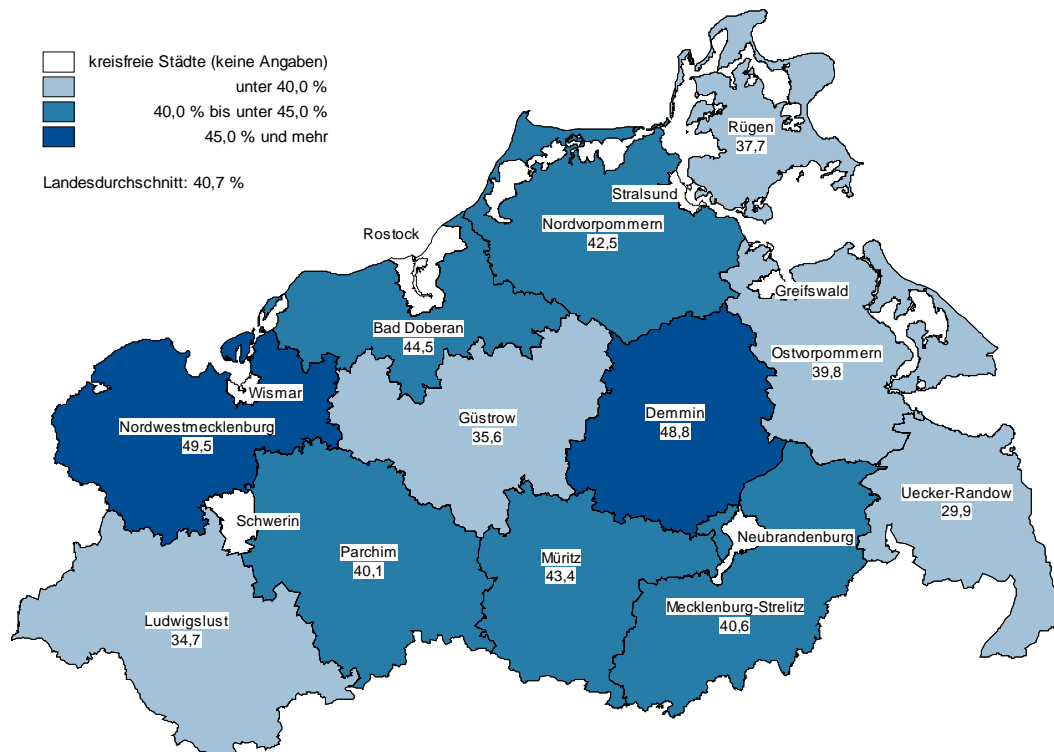 kreisfreie Städte (keine Angaben)
unter 40,0 %
40,0 % bis unter 45,0 %
45,0 % und mehr
Landesdurchschnitt: 40,7 %
Rügen
37,7
Stralsund
Nordvorpommern
42,5
Rostock
Greifswald
Bad Doberan
44,5
Ostvorpommern
39,8
Wismar
Nordwestmecklenburg
49,5
Güstrow
35,6
Demmin
48,8
Uecker-Randow
29,9
Schwerin
Neubrandenburg
Parchim
40,1
Müritz
43,4
Mecklenburg-Strelitz
40,6
Ludwigslust
34,7